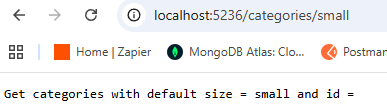 localhost:5236/categories/small
Home | Zapier
MongoDB Atlas: Clo...
Postman
Get categories with default size = small and id =